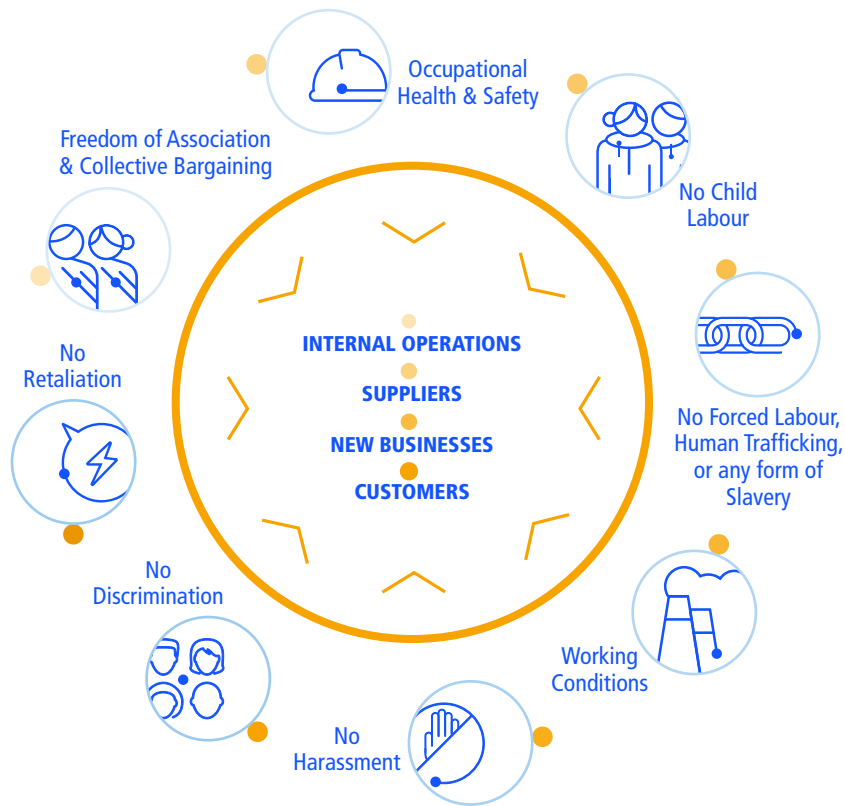 Occupational
Health & Safety
Freedom of Association
& Collective Bargaining
No Child
Labour
No
Retaliation
INTERNAL OPERATIONS
SUPPLIERS
NEW BUSINESSES
CUSTOMERS
No Forced Labour,
Human Trafficking,
or any form of
Slavery
No
Discrimination
Working
Conditions
No
Harassment